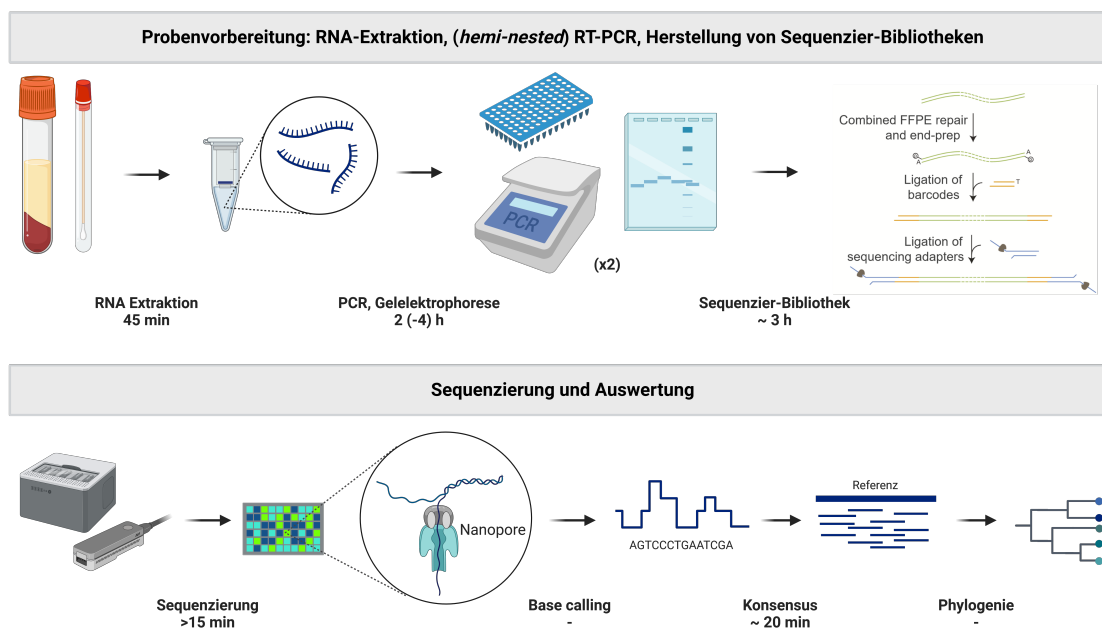 Probenvorbereitung: RNA-Extraktion, (hemi-nested) RT-PCR, Herstellung von Sequenzier-Bibliotheken
Combined FFPE repair
and end-prep
A
A
Ligation of
barcodes
T
Ligation of
sequencing adapters
PCR
(x2)
RNA Extraktion
45 min
PCR, Gelelektrophorese
2 (-4) h
Sequenzier-Bibliothek
~ 3 h
Sequenzierung und Auswertung
Nanopore
AGTCCCTGAATCGA
Referenz
Sequenzierung
>15 min
Base calling
-
Konsensus
~ 20 min
Phylogenie
-